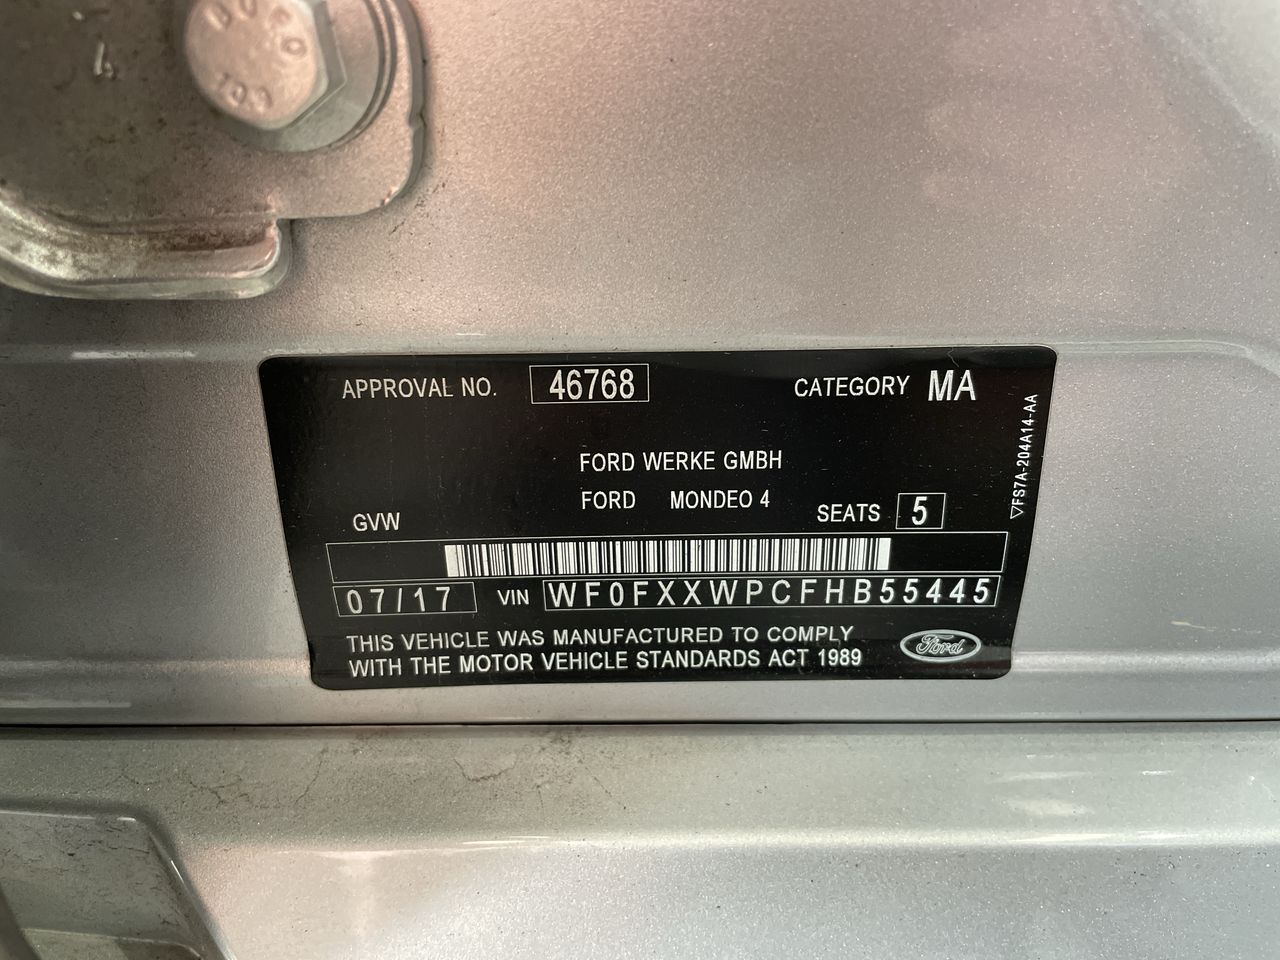 APPROVAL NO. 46768 CATEGORY MA
FORD WERKE GMBH
FORD MONDEO 4
GVW SEATS 5
07/17 VIN WF0FXXWPCFHB55445
THIS VEHICLE WAS MANUFACTURED TO COMPLY
WITH THE MOTOR VEHICLE STANDARDS ACT 1989
Ford
▽FS7A-204A14-AA